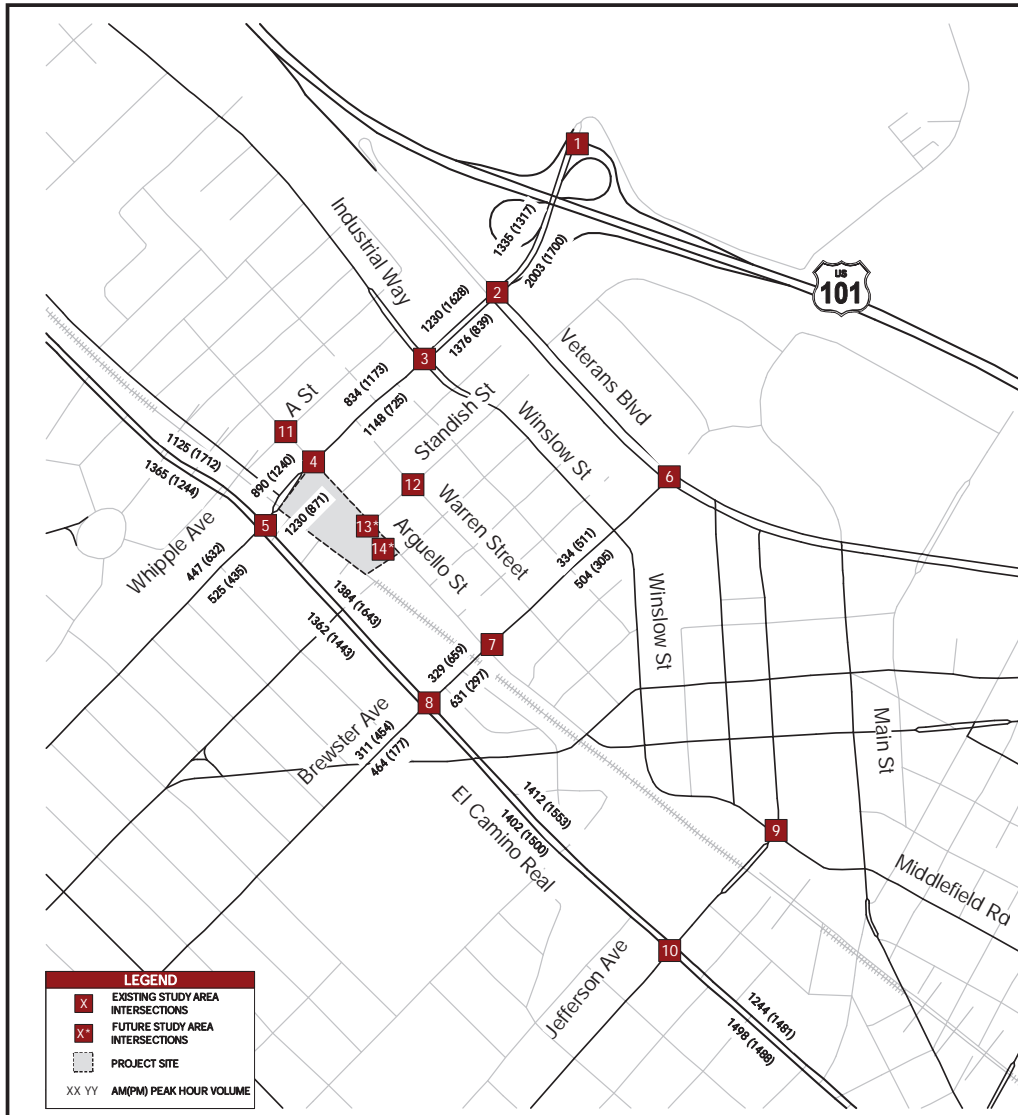 1
US
101
1335 (1317)
2003 (1700)
Industrial Way
2
1230 (1628)
1376 (839)
3
Veterans Blvd
834 (1173)
1148 (725)
A St
Standish St
Winslow St
11
4
1125 (1712)
1365 (1244)
890 (1240)
12
6
13*
14*
5
1230 (871)
Whipple Ave
Arguello St
Warren Street
334 (511)
504 (305)
447 (632)
525 (435)
1384 (1643)
1362 (1443)
Winslow St
7
329 (659)
631 (297)
8
Brewster Ave
311 (454)
464 (177)
Main St
El Camino Real
1412 (1553)
1402 (1500)
9
Middlefield Rd
10
Jefferson Ave
1244 (1481)
1498 (1488)
LEGEND
X EXISTING STUDY AREA
INTERSECTIONS
X* FUTURE STUDY AREA
INTERSECTIONS
PROJECT SITE
XX YY AM(PM) PEAK HOUR VOLUME